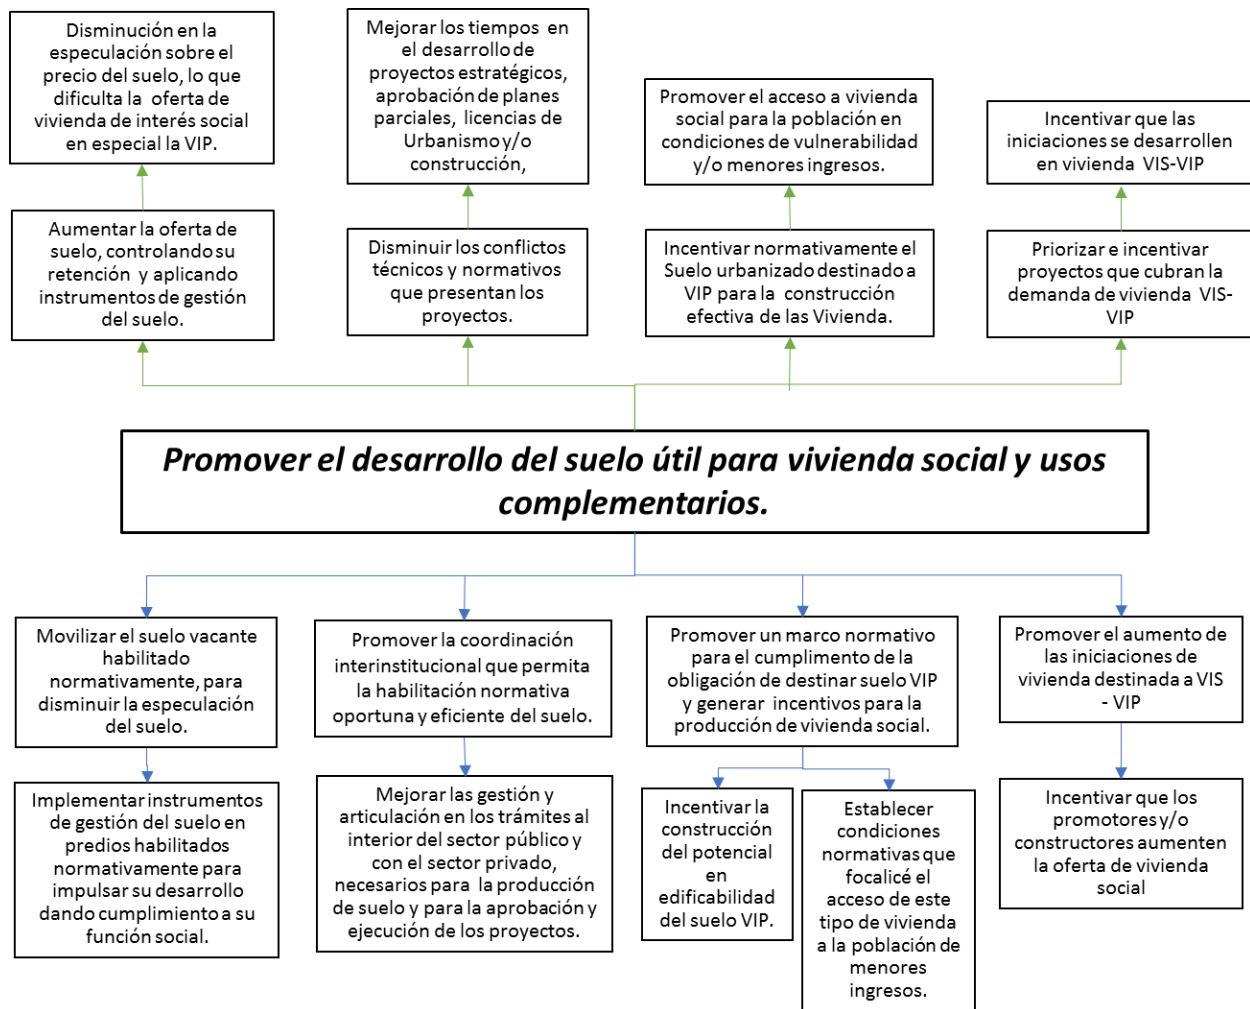 Disminución en la
especulación sobre el
precio del suelo, lo que
dificulta la oferta de
vivienda de interés social
en especial la VIP.
Mejorar los tiempos en
el desarrollo de
proyectos estratégicos,
aprobación de planes
parciales, licencias de
Urbanismo y/o
construcción,
Promover el acceso a vivienda
social para la población en
condiciones de vulnerabilidad
y/o menores ingresos.
Incentivar que las
iniciaciones se desarrollen
en vivienda VIS-VIP
Aumentar la oferta de
suelo, controlando su
retención y aplicando
instrumentos de gestión
del suelo.
Disminuir los conflictos
técnicos y normativos
que presentan los
proyectos.
Incentivar normativamente el
Suelo urbanizado destinado a
VIP para la construcción
efectiva de las Vivienda.
Priorizar e incentivar
proyectos que cubran la
demanda de vivienda VIS-
VIP
Promover el desarrollo del suelo útil para vivienda social y usos
complementarios.
Movilizar el suelo vacante
habilitado
normativamente, para
disminuir la especulación
del suelo.
Promover la coordinación
interinstitucional que permita
la habilitación normativa
oportuna y eficiente del suelo.
Promover un marco normativo
para el cumplimento de la
obligación de destinar suelo VIP
y generar incentivos para la
producción de vivienda social.
Promover el aumento de
las iniciaciones de
vivienda destinada a VIS
- VIP
Implementar instrumentos
de gestión del suelo en
predios habilitados
normativamente para
impulsar su desarrollo
dando cumplimiento a su
función social.
Mejorar las gestión y
articulación en los trámites al
interior del sector público y
con el sector privado,
necesarios para la producción
de suelo y para la aprobación y
ejecución de los proyectos.
Incentivar la
construcción
del potencial
en
edificabilidad
del suelo VIP.
Establecer
condiciones
normativas que
focalicé el
acceso de este
tipo de vivienda
a la población de
menores
ingresos.
Incentivar que los
promotores y/o
constructores aumenten
la oferta de vivienda
social